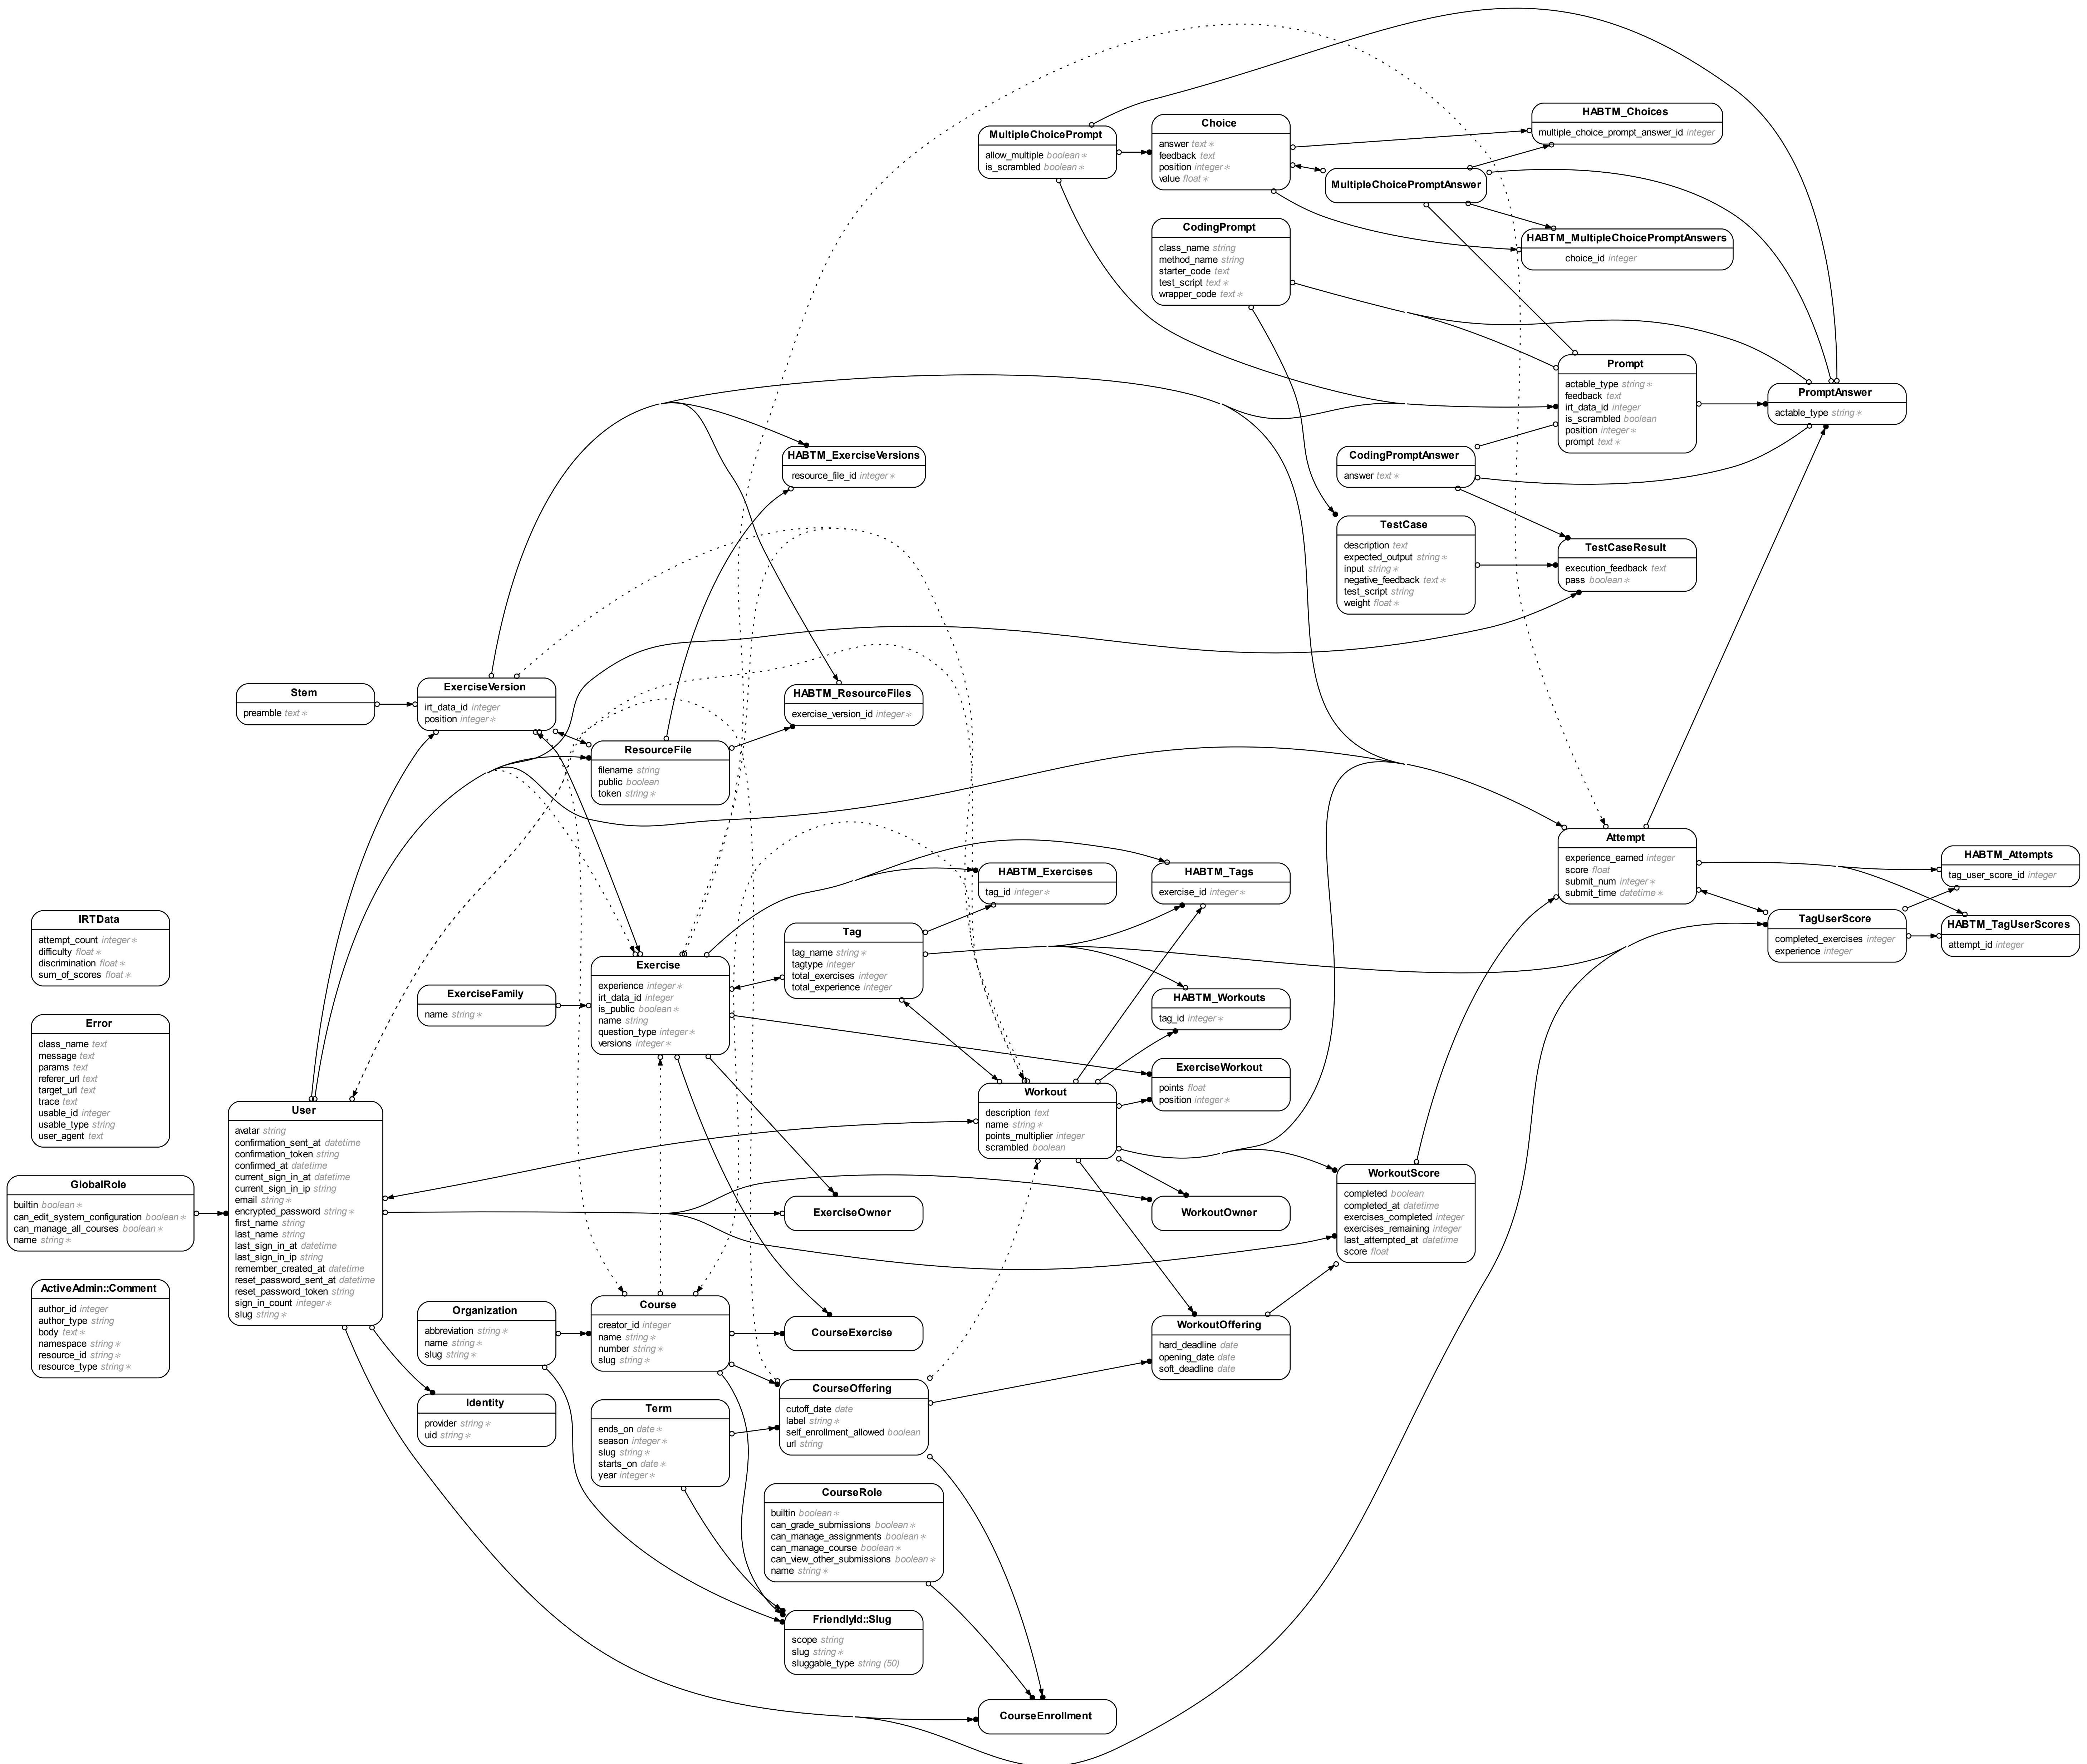 HABTM_Choices
multiple_choice_prompt_answer_id integer
MultipleChoicePrompt
allow_multiple boolean ∗
is_scrambled boolean ∗
Choice
answer text ∗
feedback text
position integer ∗
value float ∗
MultipleChoicePromptAnswer
CodingPrompt
class_name string
method_name string
starter_code text
test_script text ∗
wrapper_code text ∗
HABTM_MultipleChoicePromptAnswers
choice_id integer
Prompt
actable_type string ∗
feedback text
irt_data_id integer
is_scrambled boolean
position integer ∗
prompt text ∗
PromptAnswer
actable_type string ∗
HABTM_ExerciseVersions
resource_file_id integer ∗
CodingPromptAnswer
answer text ∗
TestCase
description text
expected_output string ∗
input string ∗
negative_feedback text ∗
test_script string
weight float ∗
TestCaseResult
execution_feedback text
pass boolean ∗
Stem
preamble text ∗
ExerciseVersion
irt_data_id integer
position integer ∗
HABTM_ResourceFiles
exercise_version_id integer ∗
ResourceFile
filename string
public boolean
token string ∗
Attempt
experience_earned integer
score float
submit_num integer ∗
submit_time datetime ∗
HABTM_Attempts
tag_user_score_id integer
TagUserScore
completed_exercises integer
experience integer
HABTM_TagUserScores
attempt_id integer
HABTM_Exercises
tag_id integer ∗
HABTM_Tags
exercise_id integer ∗
IRTData
attempt_count integer ∗
difficulty float ∗
discrimination float ∗
sum_of_scores float ∗
Tag
tag_name string ∗
tagtype integer
total_exercises integer
total_experience integer
Exercise
experience integer ∗
irt_data_id integer
is_public boolean ∗
name string
question_type integer ∗
versions integer ∗
ExerciseFamily
name string ∗
HABTM_Workouts
tag_id integer ∗
Error
class_name text
message text
params text
referer_url text
target_url text
trace text
usable_id integer
usable_type string
user_agent text
ExerciseWorkout
points float
position integer ∗
Workout
description text
name string ∗
points_multiplier integer
scrambled boolean
User
avatar string
confirmation_sent_at datetime
confirmation_token string
confirmed_at datetime
current_sign_in_at datetime
current_sign_in_ip string
email string ∗
encrypted_password string ∗
first_name string
last_name string
last_sign_in_at datetime
last_sign_in_ip string
remember_created_at datetime
reset_password_sent_at datetime
reset_password_token string
sign_in_count integer ∗
slug string ∗
GlobalRole
builtin boolean ∗
can_edit_system_configuration boolean ∗
can_manage_all_courses boolean ∗
name string ∗
ExerciseOwner
WorkoutOwner
WorkoutScore
completed boolean
completed_at datetime
exercises_completed integer
exercises_remaining integer
last_attempted_at datetime
score float
ActiveAdmin::Comment
author_id integer
author_type string
body text ∗
namespace string ∗
resource_id string ∗
resource_type string ∗
Organization
abbreviation string ∗
name string ∗
slug string ∗
Course
creator_id integer
name string ∗
number string ∗
slug string ∗
CourseExercise
WorkoutOffering
hard_deadline date
opening_date date
soft_deadline date
Identity
provider string ∗
uid string ∗
Term
ends_on date ∗
season integer ∗
slug string ∗
starts_on date ∗
year integer ∗
CourseOffering
cutoff_date date
label string ∗
self_enrollment_allowed boolean
url string
CourseRole
builtin boolean ∗
can_grade_submissions boolean ∗
can_manage_assignments boolean ∗
can_manage_course boolean ∗
can_view_other_submissions boolean ∗
name string ∗
FriendlyId::Slug
scope string
slug string ∗
sluggable_type string (50)
CourseEnrollment